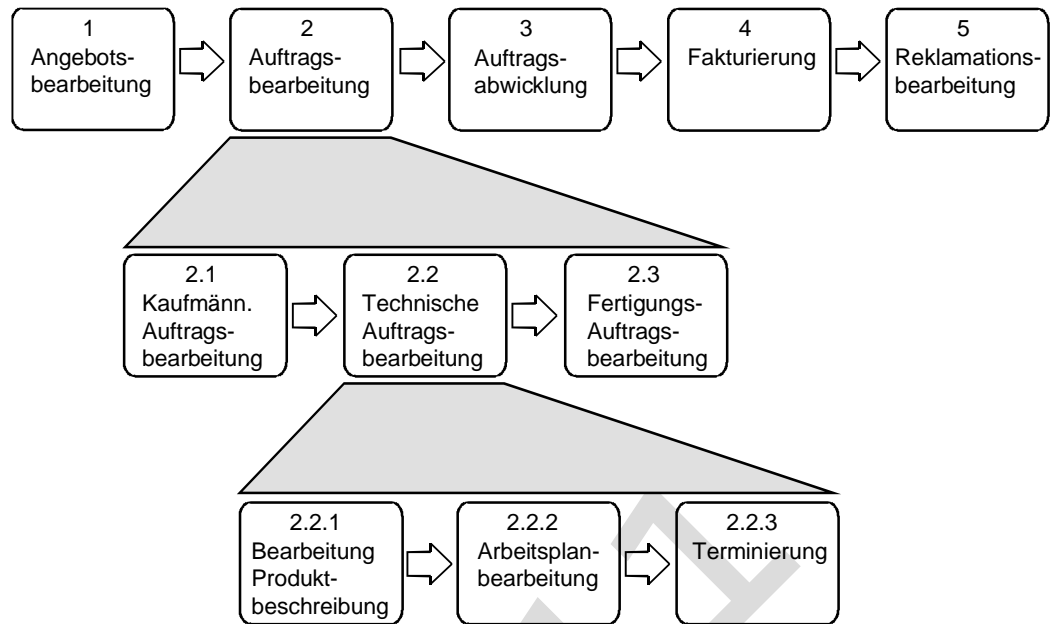 1
Angebots-
bearbeitung
2
Auftrags-
bearbeitung
3
Auftrags-
abwicklung
4
Fakturierung
5
Reklamations-
bearbeitung
2.1
Kaufmänn.
Auftrags-
bearbeitung
2.2
Technische
Auftrags-
bearbeitung
2.3
Fertigungs-
Auftrags-
bearbeitung
2.2.1
Bearbeitung
Produkt-
beschreibung
2.2.2
Arbeitsplan-
bearbeitung
2.2.3
Terminierung